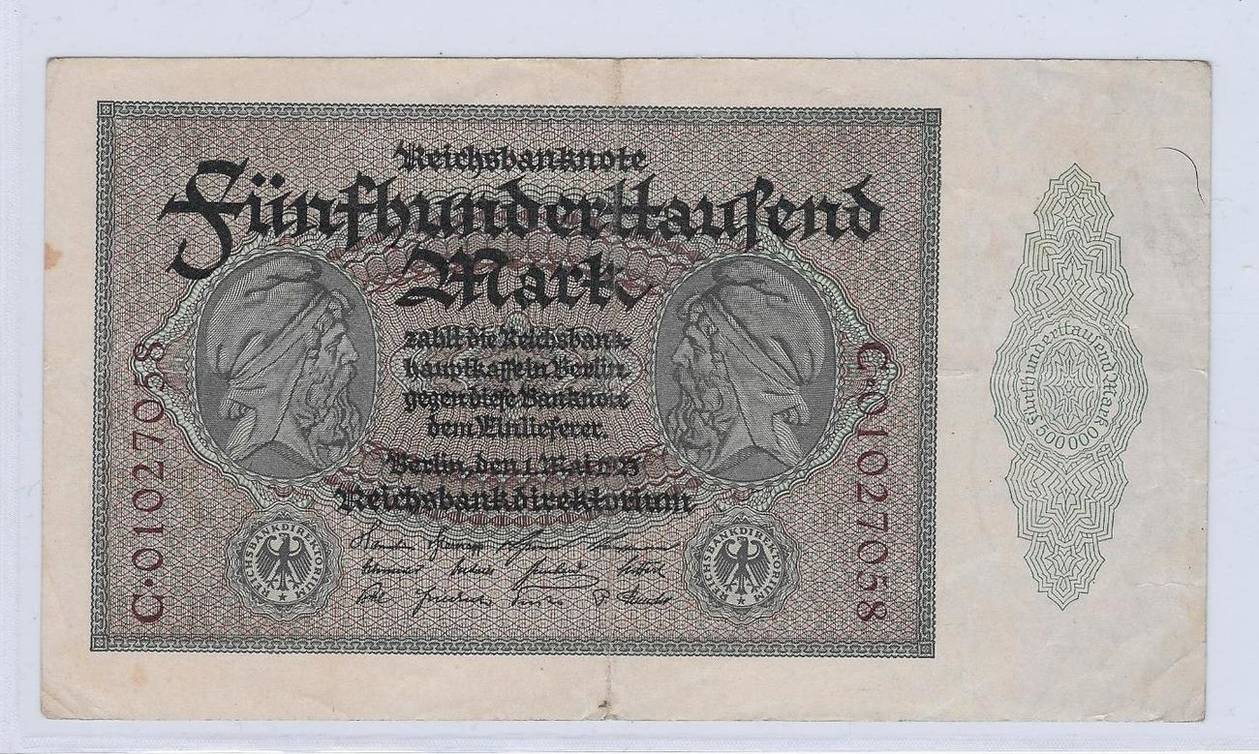 Reichsbanknote
Fünfhunderttausend
Mark
zahlt die Reichsbank-
hauptkasse in Berlin
gegen diese Banknote
dem Einlieferer.
Berlin, den 1. Mai 1923
Reichsbankdirektorium
C·01027058
C·01027058
REICHSBANKDIREKTORIUM
REICHSBANKDIREKTORIUM
Fünfhunderttausend Mark
500000